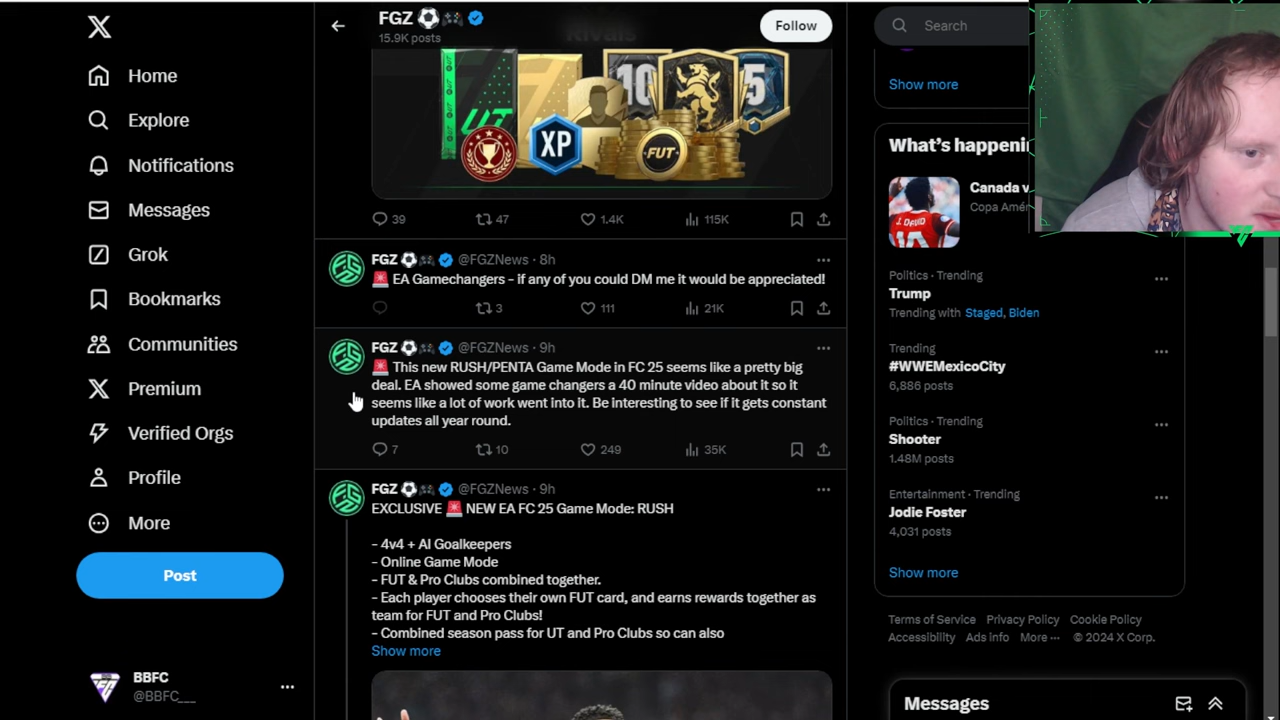 Home
Explore
Notifications
Messages
Grok
Bookmarks
Communities
Premium
Verified Orgs
Profile
More
Post
BBFC
@BBFC___
FGZ
15.9K posts
Follow
Rivals
10
5
UT
XP
FUT
39
47
1.4K
115K
FGZ @FGZNews · 8h
EA Gamechangers - if any of you could DM me it would be appreciated!
3
111
21K
FGZ @FGZNews · 9h
This new RUSH/PENTA Game Mode in FC 25 seems like a pretty big
deal. EA showed some game changers a 40 minute video about it so it
seems like a lot of work went into it. Be interesting to see if it gets constant
updates all year round.
7
10
249
35K
FGZ @FGZNews · 9h
EXCLUSIVE NEW EA FC 25 Game Mode: RUSH
- 4v4 + AI Goalkeepers
- Online Game Mode
- FUT & Pro Clubs combined together.
- Each player chooses their own FUT card, and earns rewards together as
team for FUT and Pro Clubs!
- Combined season pass for UT and Pro Clubs so can also
Show more
Search
Show more
What's happeni
Canada v
Copa Amé
J. DAVID
10
Politics · Trending
Trump
Trending with Staged, Biden
Trending
#WWEMexicoCity
6,886 posts
Politics · Trending
Shooter
1.48M posts
Entertainment · Trending
Jodie Foster
4,031 posts
Show more
Terms of Service Privacy Policy Cookie Policy
Accessibility Ads info More ··· © 2024 X Corp.
Messages